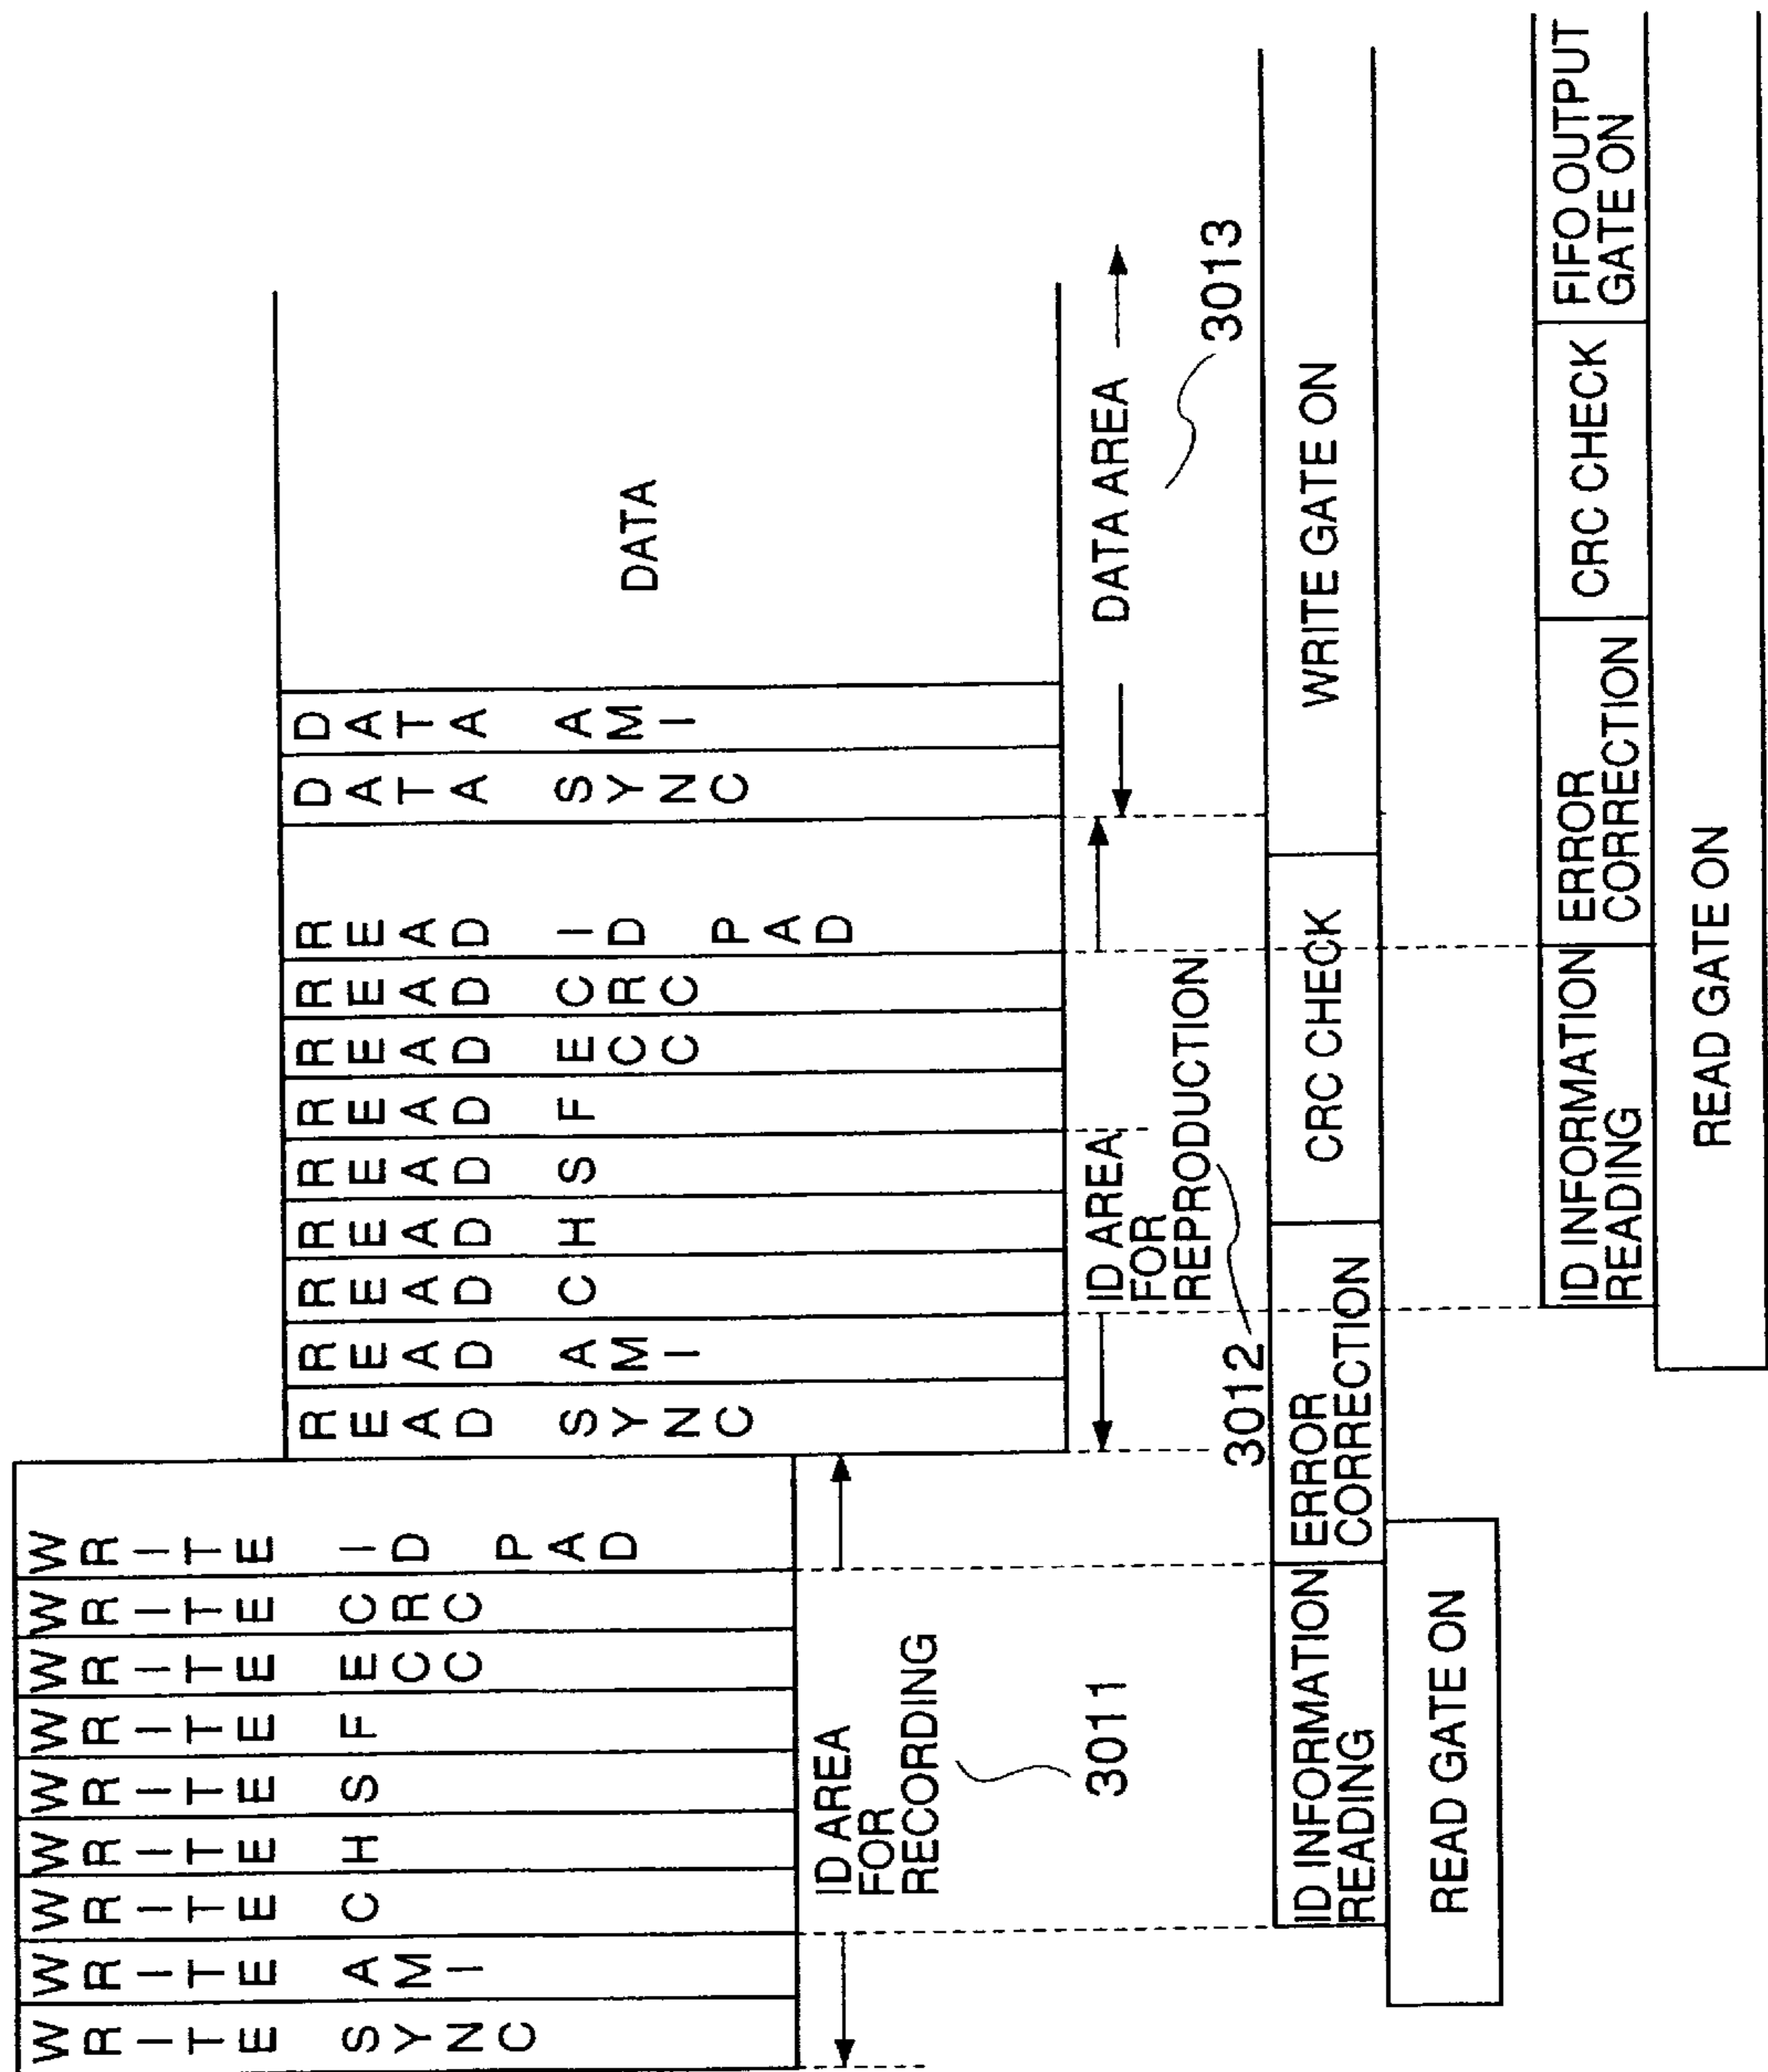 WRITE SYNC
WRITE AMI
WRITE C
WRITE H
WRITE S
WRITE F
WRITE ECC
WRITE CRC
WRITE ID PAD
READ SYNC
READ AMI
READ C
READ H
READ S
READ F
READ ECC
READ CRC
READ ID PAD
DATA SYNC
DATA AMI
DATA
ID AREA
FOR
RECORDING
3011
ID AREA
FOR
REPRODUCTION
3012
DATA AREA
3013
ID INFORMATION
READING
ERROR
CORRECTION
CRC CHECK
WRITE GATE ON
READ GATE ON
ID INFORMATION
READING
ERROR
CORRECTION
CRC CHECK
FIFO OUTPUT
GATE ON
READ GATE ON